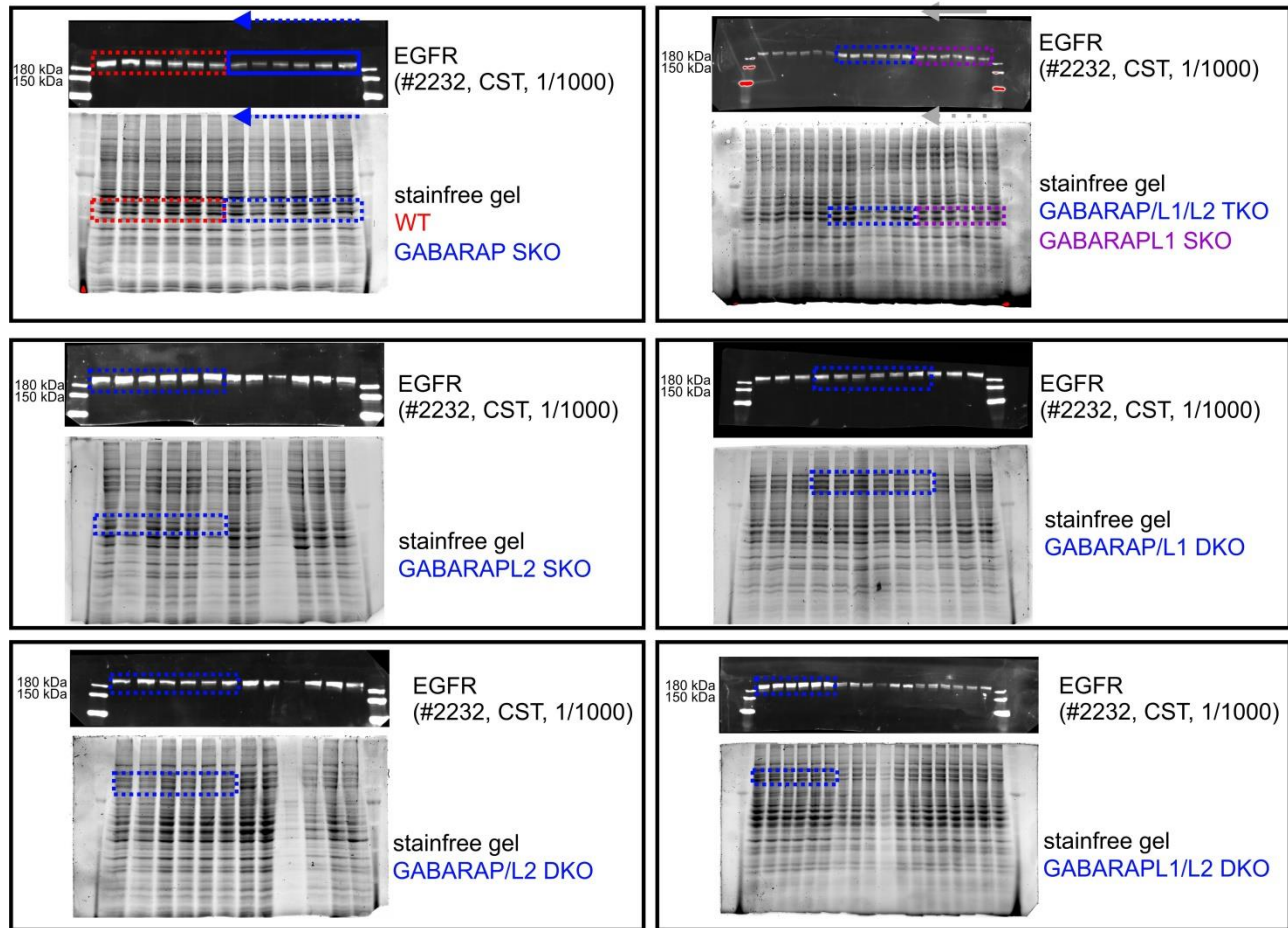 180 kDa
150 kDa
EGFR
(#2232, CST, 1/1000)
stainfree gel
WT
GABARAP SKO
180 kDa
150 kDa
EGFR
(#2232, CST, 1/1000)
stainfree gel
GABARAP/L1/L2 TKO
GABARAPL1 SKO
180 kDa
150 kDa
EGFR
(#2232, CST, 1/1000)
stainfree gel
GABARAPL2 SKO
180 kDa
150 kDa
EGFR
(#2232, CST, 1/1000)
stainfree gel
GABARAP/L1 DKO
180 kDa
150 kDa
EGFR
(#2232, CST, 1/1000)
stainfree gel
GABARAP/L2 DKO
180 kDa
150 kDa
EGFR
(#2232, CST, 1/1000)
stainfree gel
GABARAPL1/L2 DKO